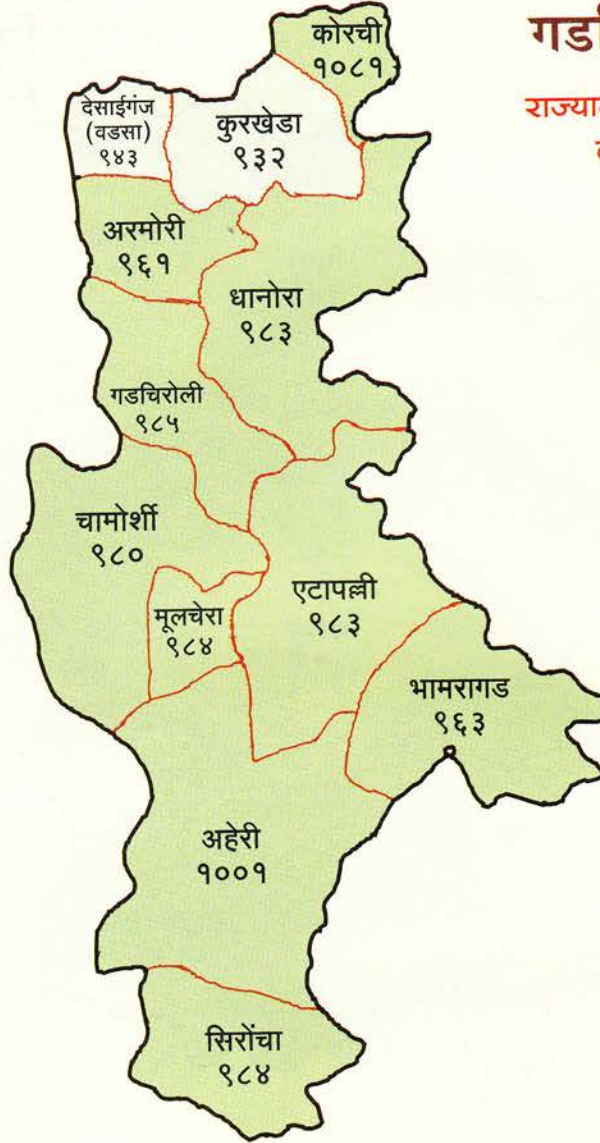 कोरची
१०८१
देसाईगंज
(वडसा)
९४३
कुरखेडा
९३२
अरमोरी
९६१
धानोरा
९८३
गडचिरोली
९८५
चामोर्शी
९८०
मूलचेरा
९८४
एटापल्ली
९८३
भामरागड
९६३
अहेरी
१००१
सिरोंचा
९८४